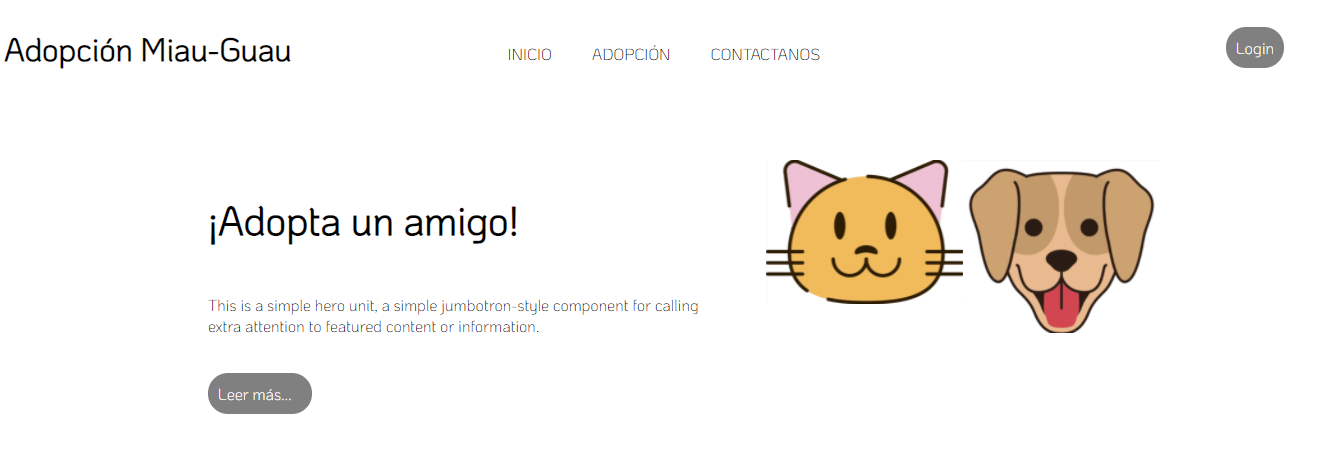 Adopción Miau-Guau
INICIO ADOPCIÓN CONTACTANOS
Login
¡Adopta un amigo!
This is a simple hero unit, a simple jumbotron-style component for calling
extra attention to featured content or information.
Leer más...